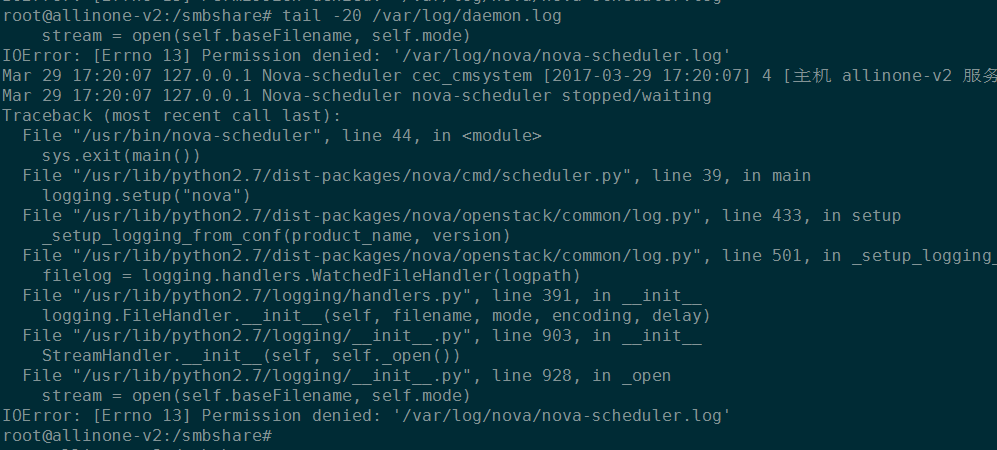 root@allinone-v2:/smbshare# tail -20 /var/log/daemon.log
    stream = open(self.baseFilename, self.mode)
IOError: [Errno 13] Permission denied: '/var/log/nova/nova-scheduler.log'
Mar 29 17:20:07 127.0.0.1 Nova-scheduler cec_cmsystem [2017-03-29 17:20:07] 4 [主机 allinone-v2 服务
Mar 29 17:20:07 127.0.0.1 Nova-scheduler nova-scheduler stopped/waiting
Traceback (most recent call last):
  File "/usr/bin/nova-scheduler", line 44, in <module>
    sys.exit(main())
  File "/usr/lib/python2.7/dist-packages/nova/cmd/scheduler.py", line 39, in main
    logging.setup("nova")
  File "/usr/lib/python2.7/dist-packages/nova/openstack/common/log.py", line 433, in setup
    _setup_logging_from_conf(product_name, version)
  File "/usr/lib/python2.7/dist-packages/nova/openstack/common/log.py", line 501, in _setup_logging_
    filelog = logging.handlers.WatchedFileHandler(logpath)
  File "/usr/lib/python2.7/logging/handlers.py", line 391, in __init__
    logging.FileHandler.__init__(self, filename, mode, encoding, delay)
  File "/usr/lib/python2.7/logging/__init__.py", line 903, in __init__
    StreamHandler.__init__(self, self._open())
  File "/usr/lib/python2.7/logging/__init__.py", line 928, in _open
    stream = open(self.baseFilename, self.mode)
IOError: [Errno 13] Permission denied: '/var/log/nova/nova-scheduler.log'
root@allinone-v2:/smbshare#